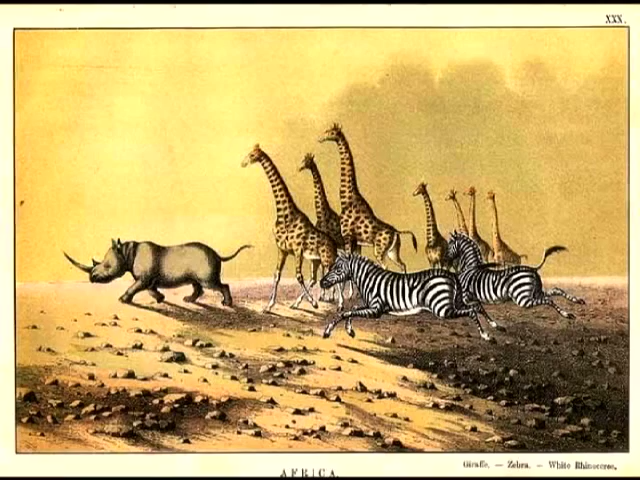 XXX.
Giraffe. — Zebra. — White Rhinoceros.
AFRICA.